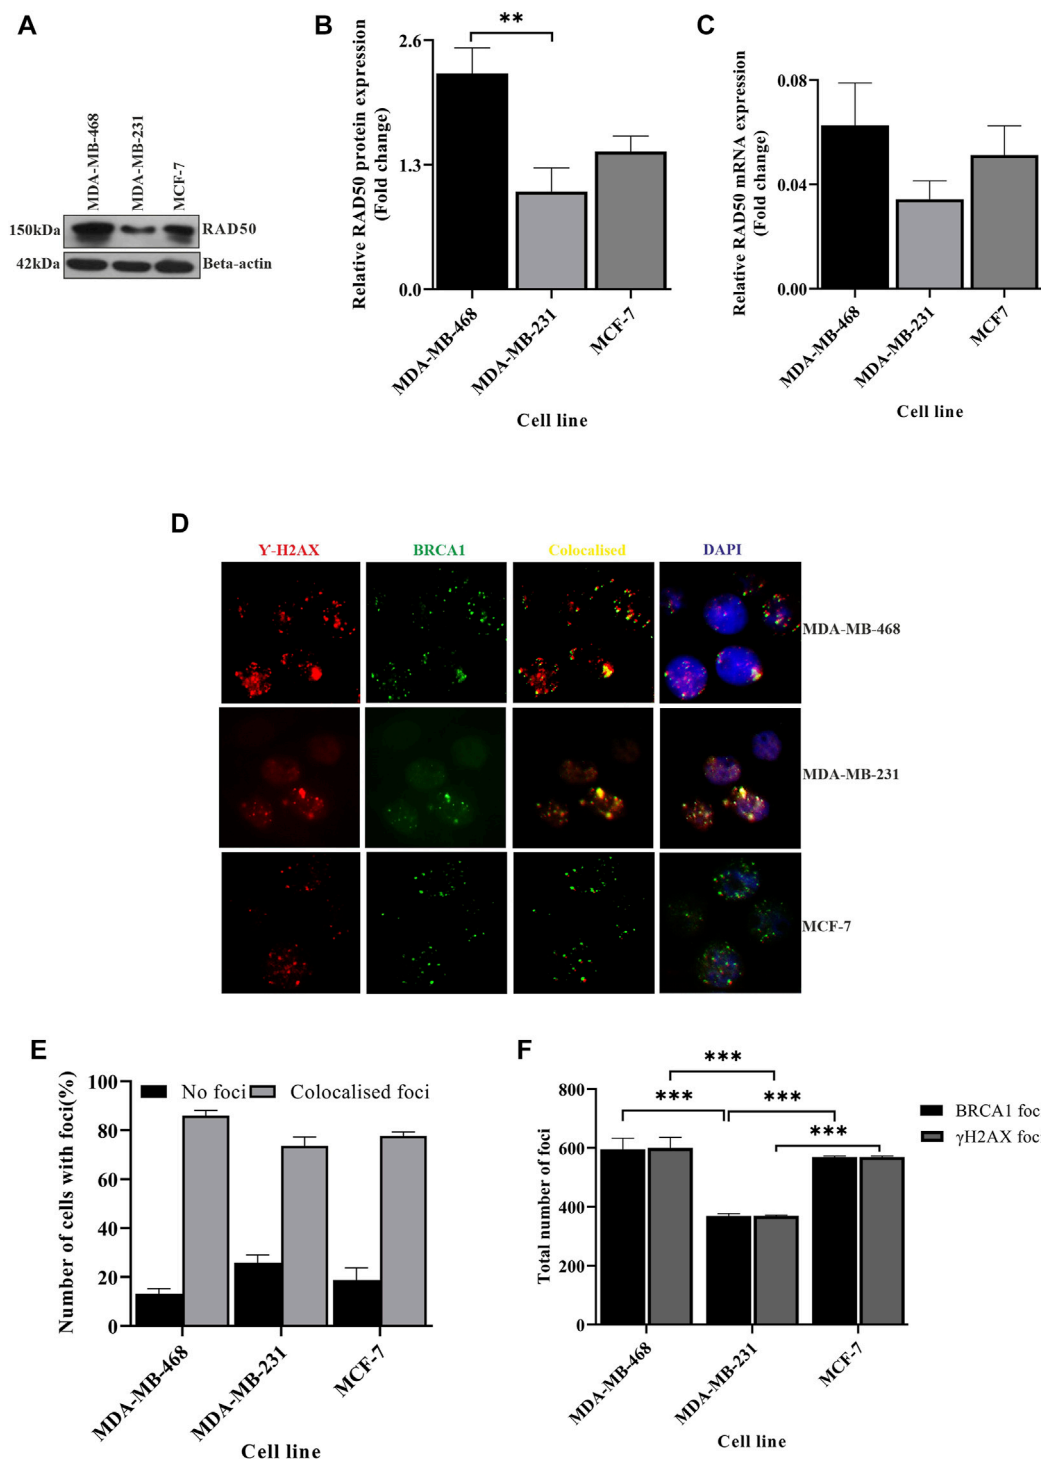 A
MDA-MB-468
MDA-MB-231
MCF-7
150kDa
RAD50
42kDa
Beta-actin
B
Relative RAD50 protein expression
(Fold change)
2.6
1.3
0.0
**
MDA-MB-468
MDA-MB-231
MCF-7
Cell line
C
Relative RAD50 mRNA expression
(Fold change)
0.08
0.04
0.00
MDA-MB-468
MDA-MB-231
MCF7
Cell line
D
Ƴ-H2AX
BRCA1
Colocalised
DAPI
MDA-MB-468
MDA-MB-231
MCF-7
E
Number of cells with foci(%)
100
80
60
40
20
0
No foci
Colocalised foci
MDA-MB-468
MDA-MB-231
MCF-7
Cell line
F
Total number of foci
800
600
400
200
0
***
***
***
***
BRCA1 foc
γH2AX foc
MDA-MB-468
MDA-MB-231
MCF-7
Cell line